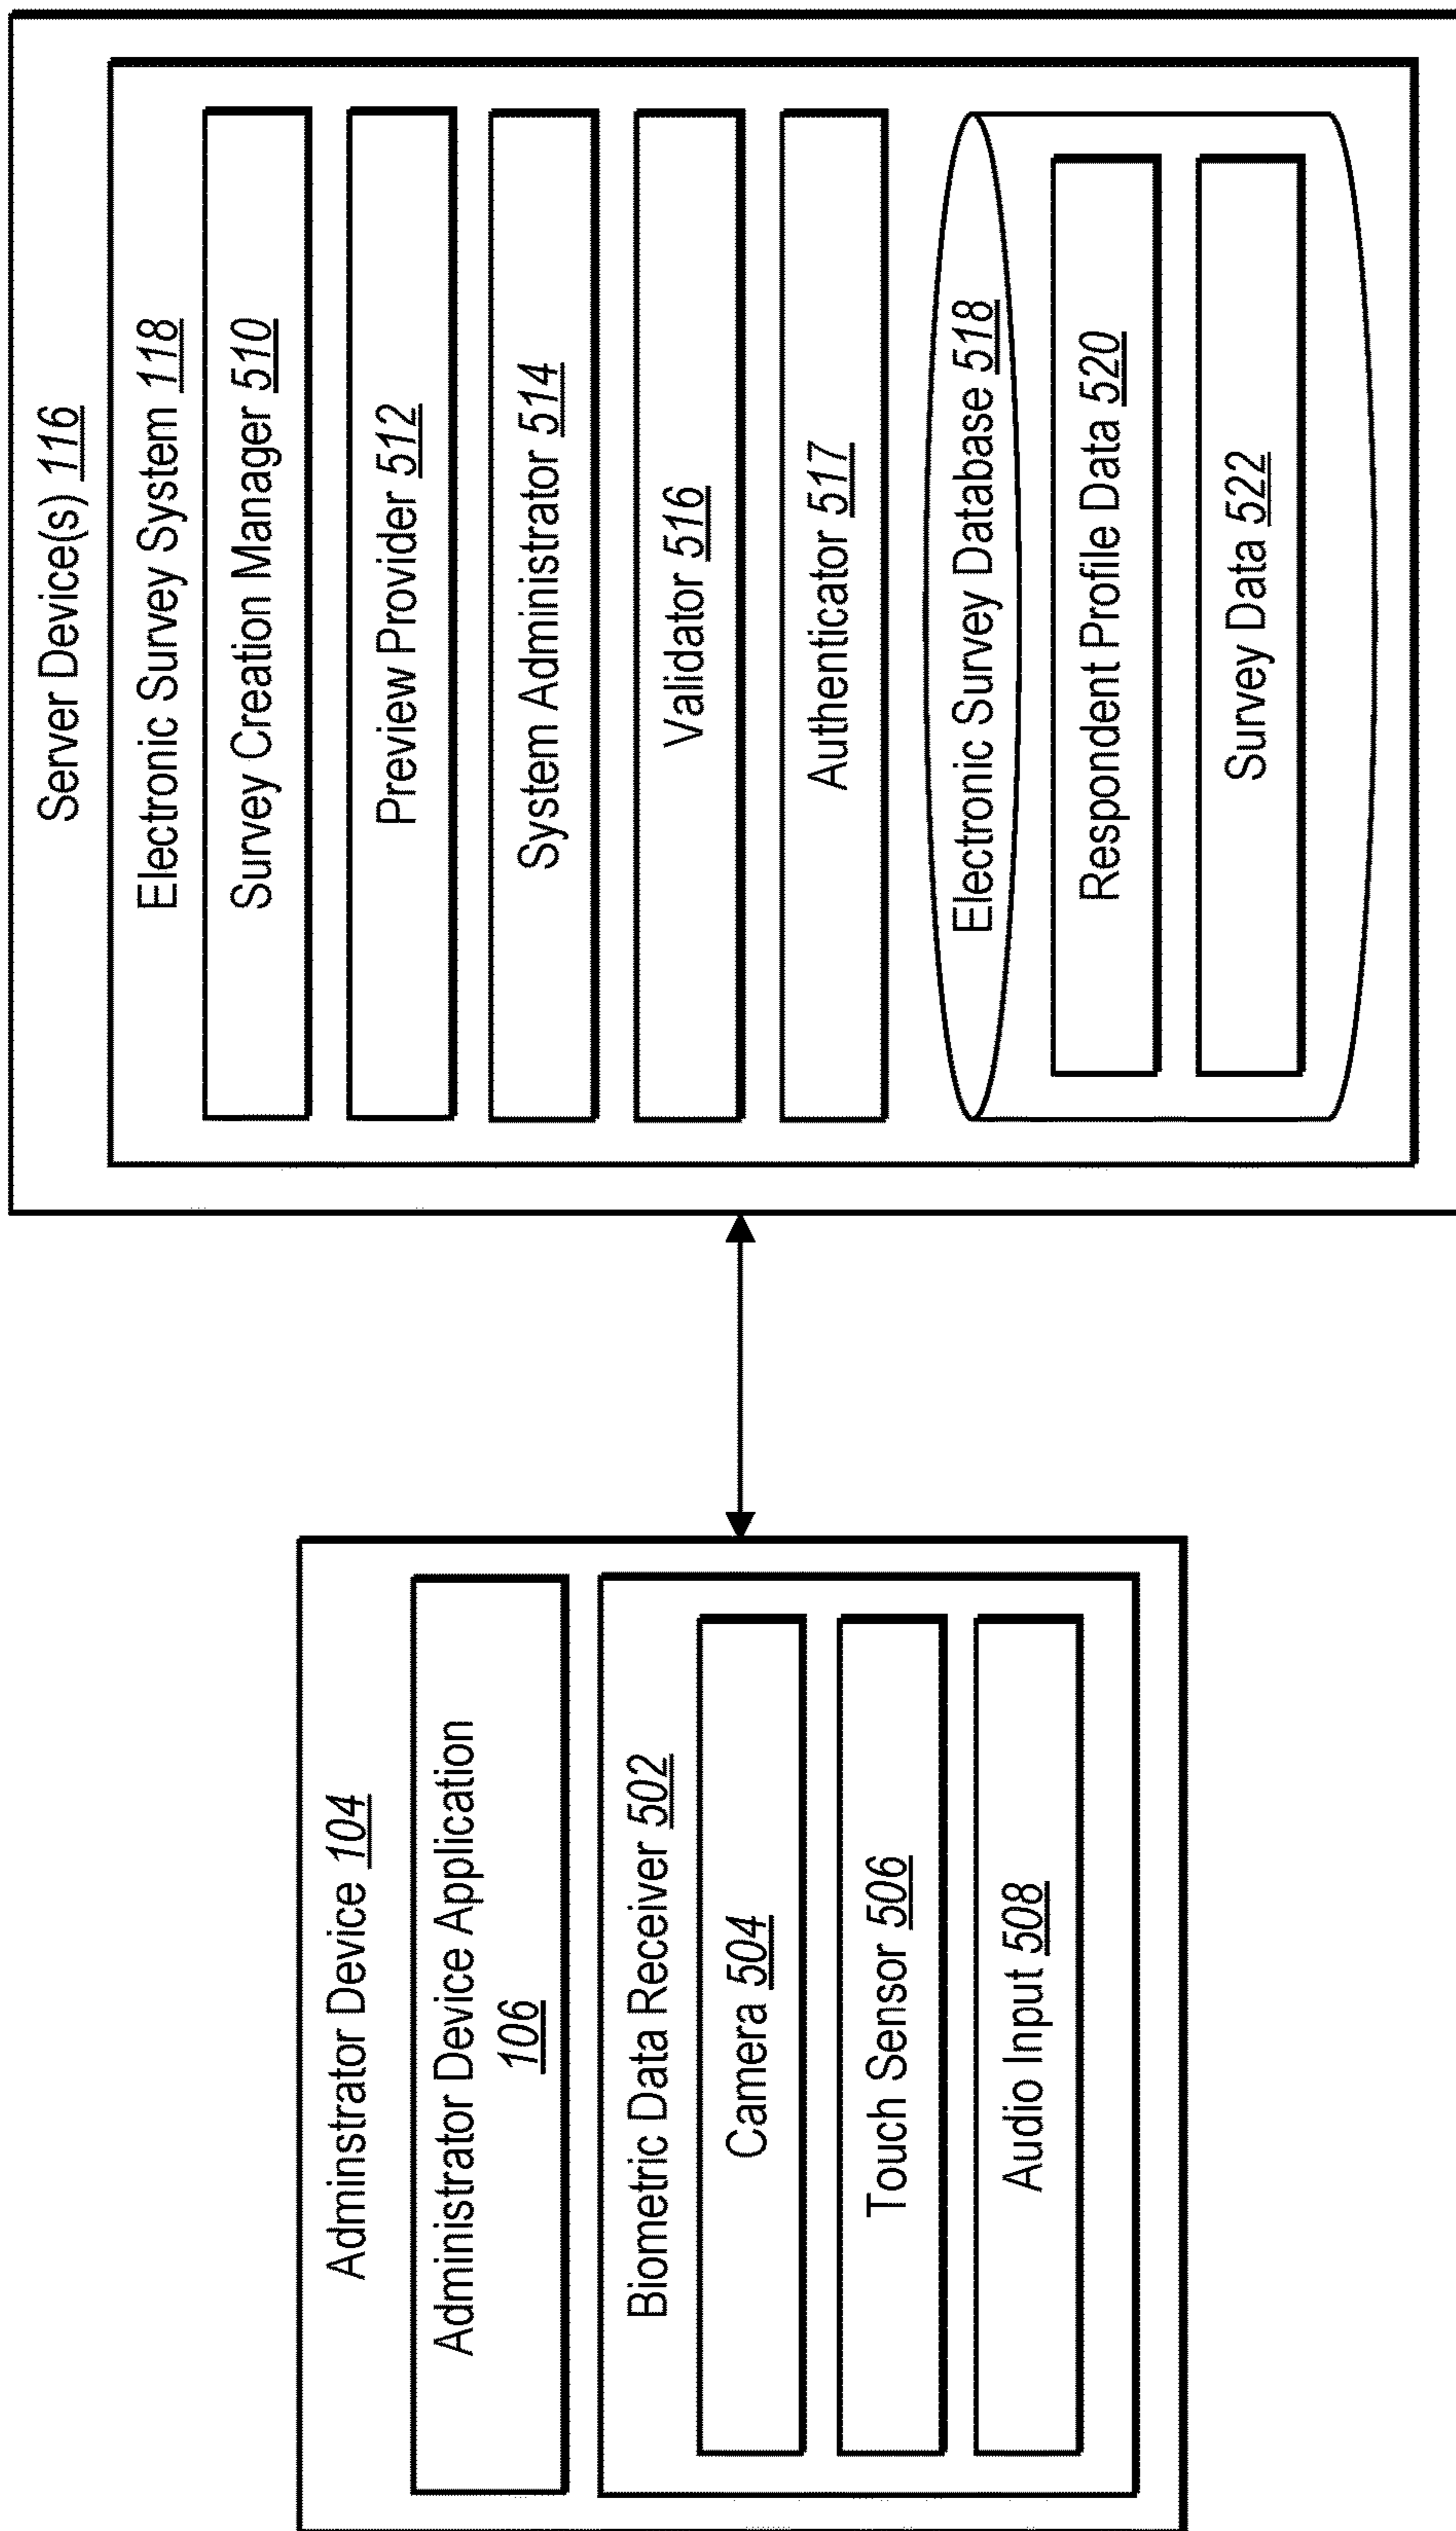 Adminstrator Device 104
Administrator Device Application
106
Biometric Data Receiver 502
Camera 504
Touch Sensor 506
Audio Input 508
Server Device(s) 116
Electronic Survey System 118
Survey Creation Manager 510
Preview Provider 512
System Administrator 514
Validator 516
Authenticator 517
Electronic Survey Database 518
Respondent Profile Data 520
Survey Data 522